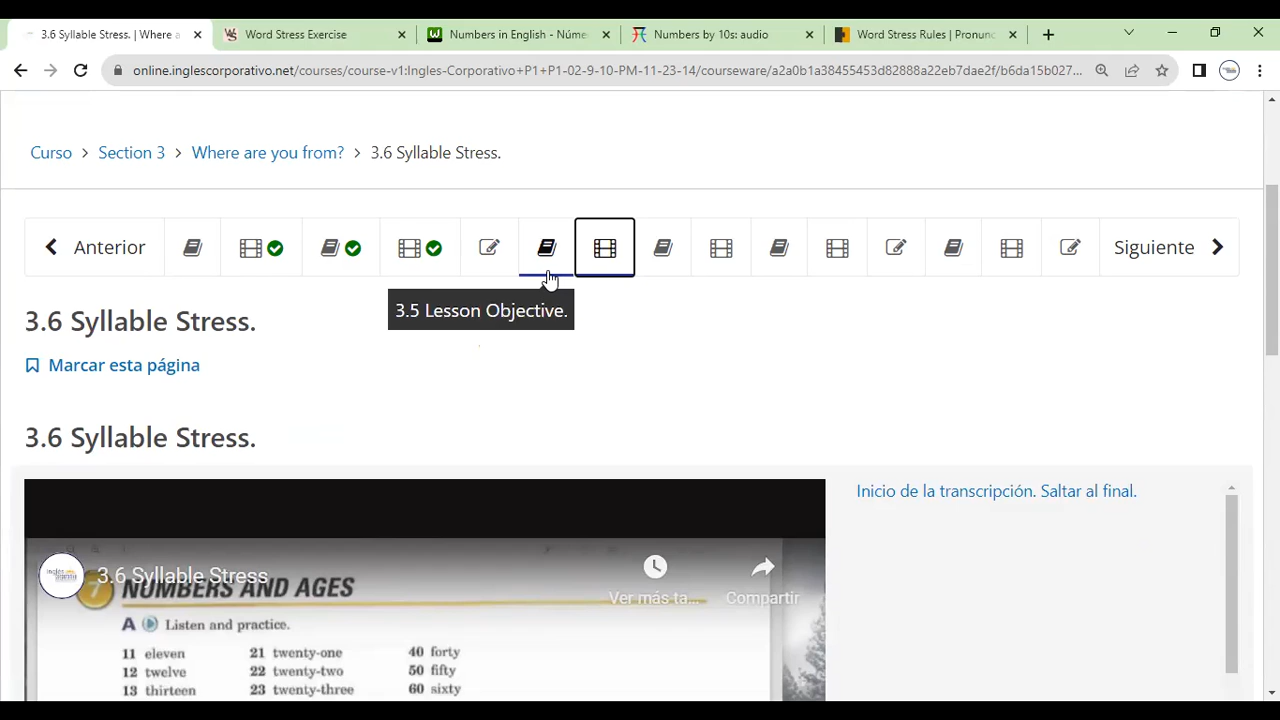 3.6 Syllable Stress. | Where a
Word Stress Exercise
Numbers in English - Núme
Numbers by 10s: audio
Word Stress Rules | Pronunc
online.inglescorporativo.net/courses/course-v1:Ingles-Corporativo+P1+P1-02-9-10-PM-11-23-14/courseware/a2a0b1a38455453d82888a22eb7dae2f/b6da15b027...
Curso > Section 3 > Where are you from? > 3.6 Syllable Stress.
Anterior
Siguiente
3.5 Lesson Objective.
3.6 Syllable Stress.
Marcar esta página
3.6 Syllable Stress.
Inicio de la transcripción. Saltar al final.
3.6 Syllable Stress
Ver más ta...
Compartir
7 NUMBERS AND AGES
A Listen and practice.
11 eleven 21 twenty-one 40 forty
12 twelve 22 twenty-two 50 fifty
13 thirteen 23 twenty-three 60 sixty